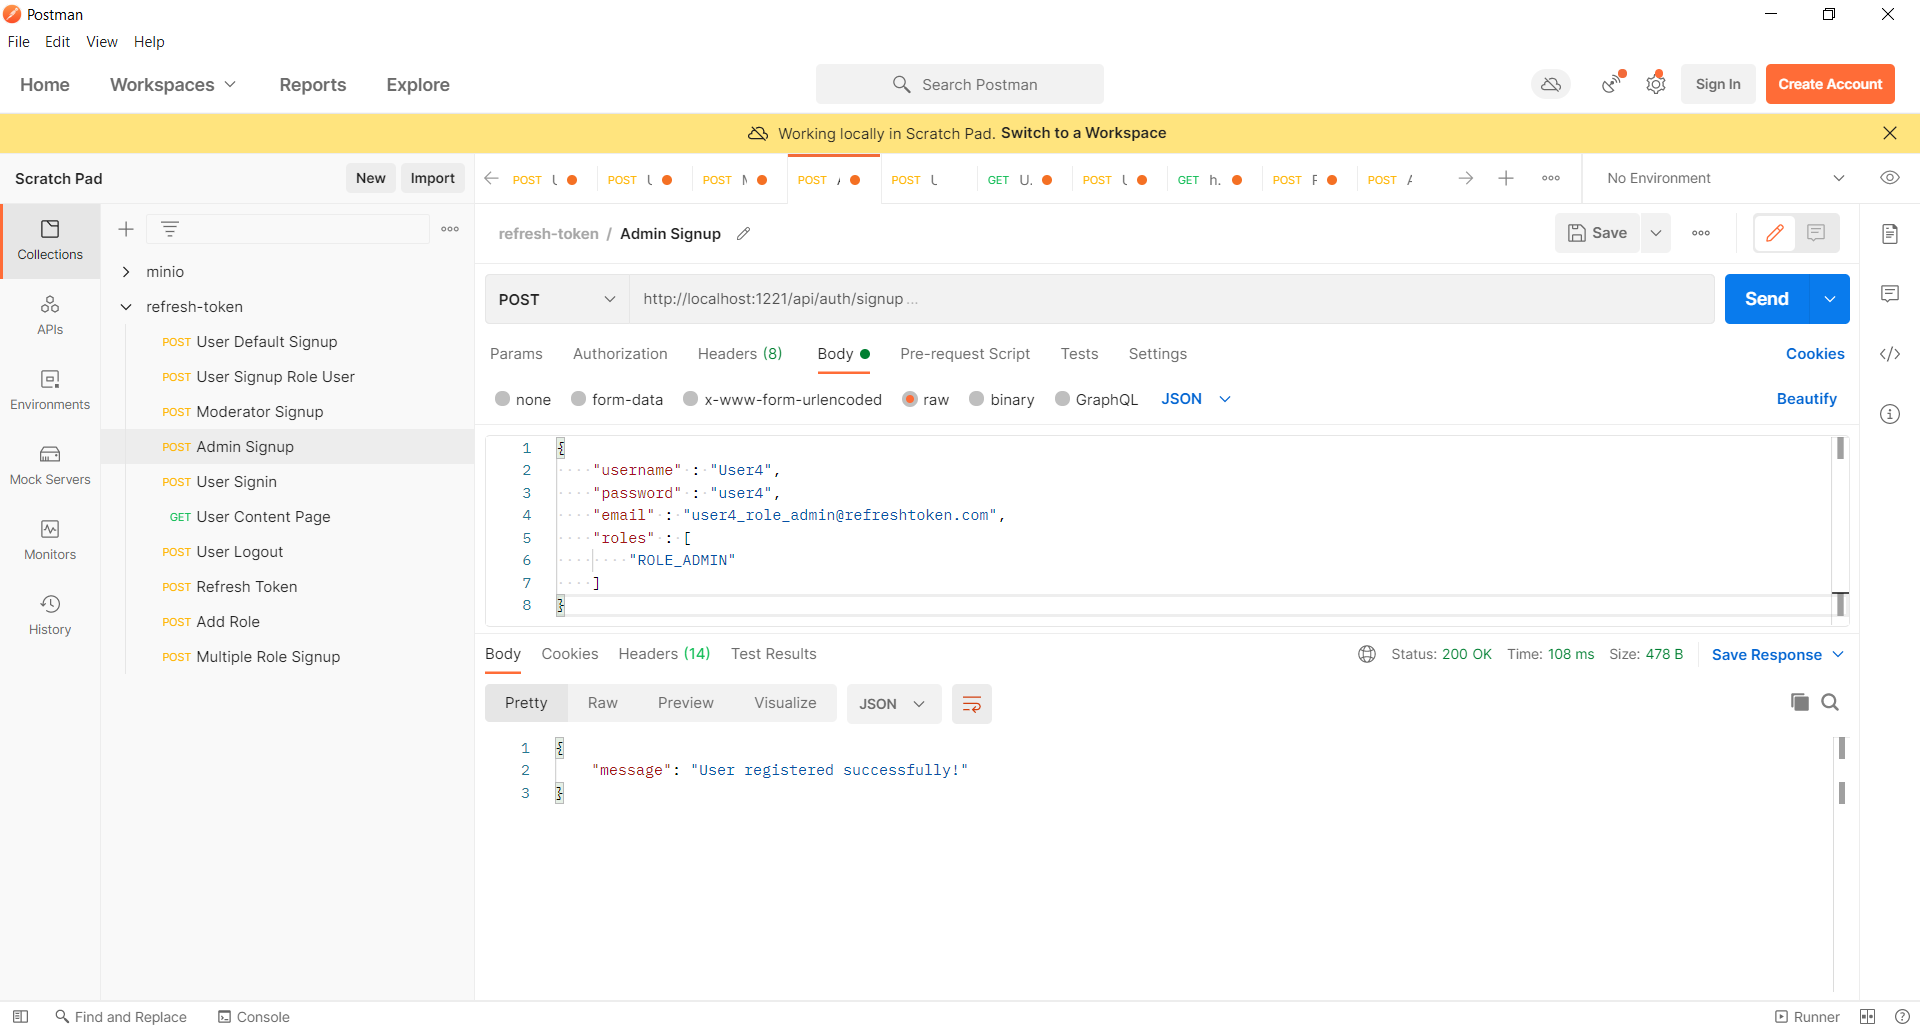 Postman
File Edit View Help
Home Workspaces Reports Explore Search Postman Sign In Create Account
Working locally in Scratch Pad. Switch to a Workspace
Scratch Pad New Import
POST POST POST POST POST GET U. POST GET h. POST POST No Environment
Collections
APIs
Environments
Mock Servers
Monitors
History
minio
refresh-token
POST User Default Signup
POST User Signup Role User
POST Moderator Signup
POST Admin Signup
POST User Signin
GET User Content Page
POST User Logout
POST Refresh Token
POST Add Role
POST Multiple Role Signup
refresh-token / Admin Signup Save
POST http://localhost:1221/api/auth/signup ... Send
Params Authorization Headers (8) Body Pre-request Script Tests Settings Cookies
none form-data x-www-form-urlencoded raw binary GraphQL JSON Beautify
1 {
2 "username" : "User4",
3 "password" : "user4",
4 "email" : "user4_role_admin@refreshtoken.com",
5 "roles" : [
6 "ROLE_ADMIN"
7 ]
8 }
Body Cookies Headers (14) Test Results Status: 200 OK Time: 108 ms Size: 478 B Save Response
Pretty Raw Preview Visualize JSON
1 {
2 "message": "User registered successfully!"
3 }
Find and Replace Console Runner